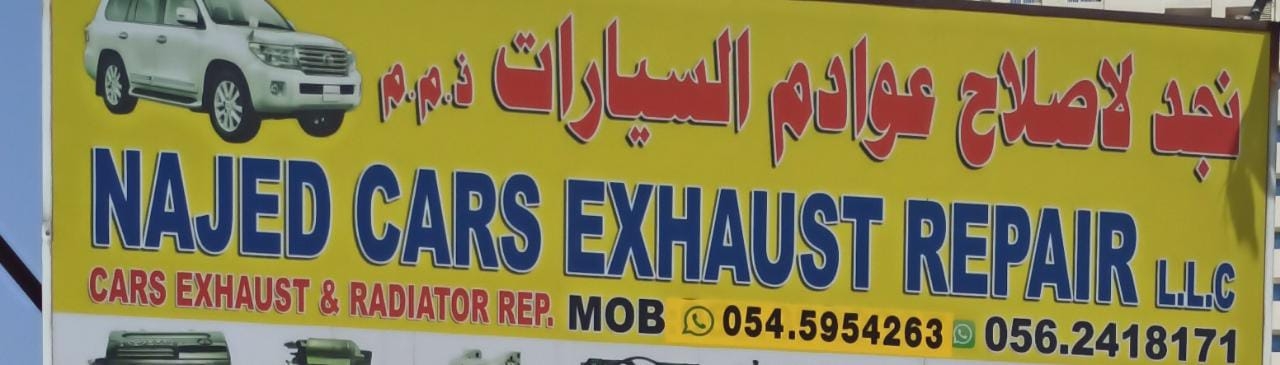 نجد لاصلاح عوادم السيارات ذ.م.م
NAJED CARS EXHAUST REPAIR L.L.C
CARS EXHAUST & RADIATOR REP. MOB 054.5954263 056.2418171